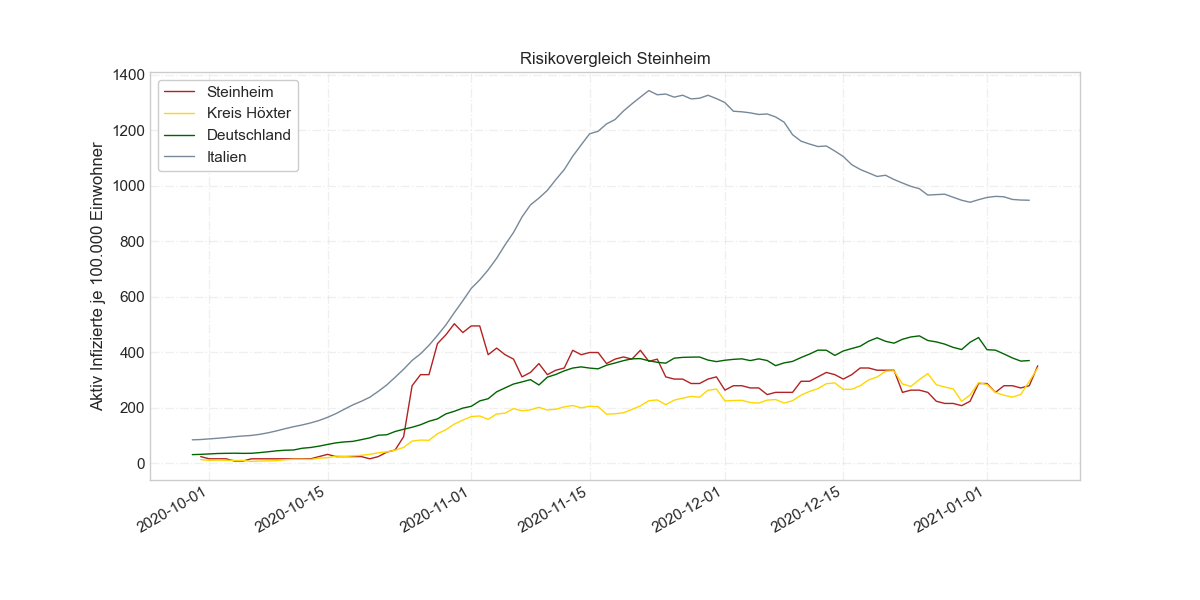 Risikovergleich Steinheim
Aktiv Infizierte je 100.000 Einwohner
1400
1200
1000
800
600
400
200
0
Steinheim
Kreis Höxter
Deutschland
Italien
2020-10-01
2020-10-15
2020-11-01
2020-11-15
2020-12-01
2020-12-15
2021-01-01